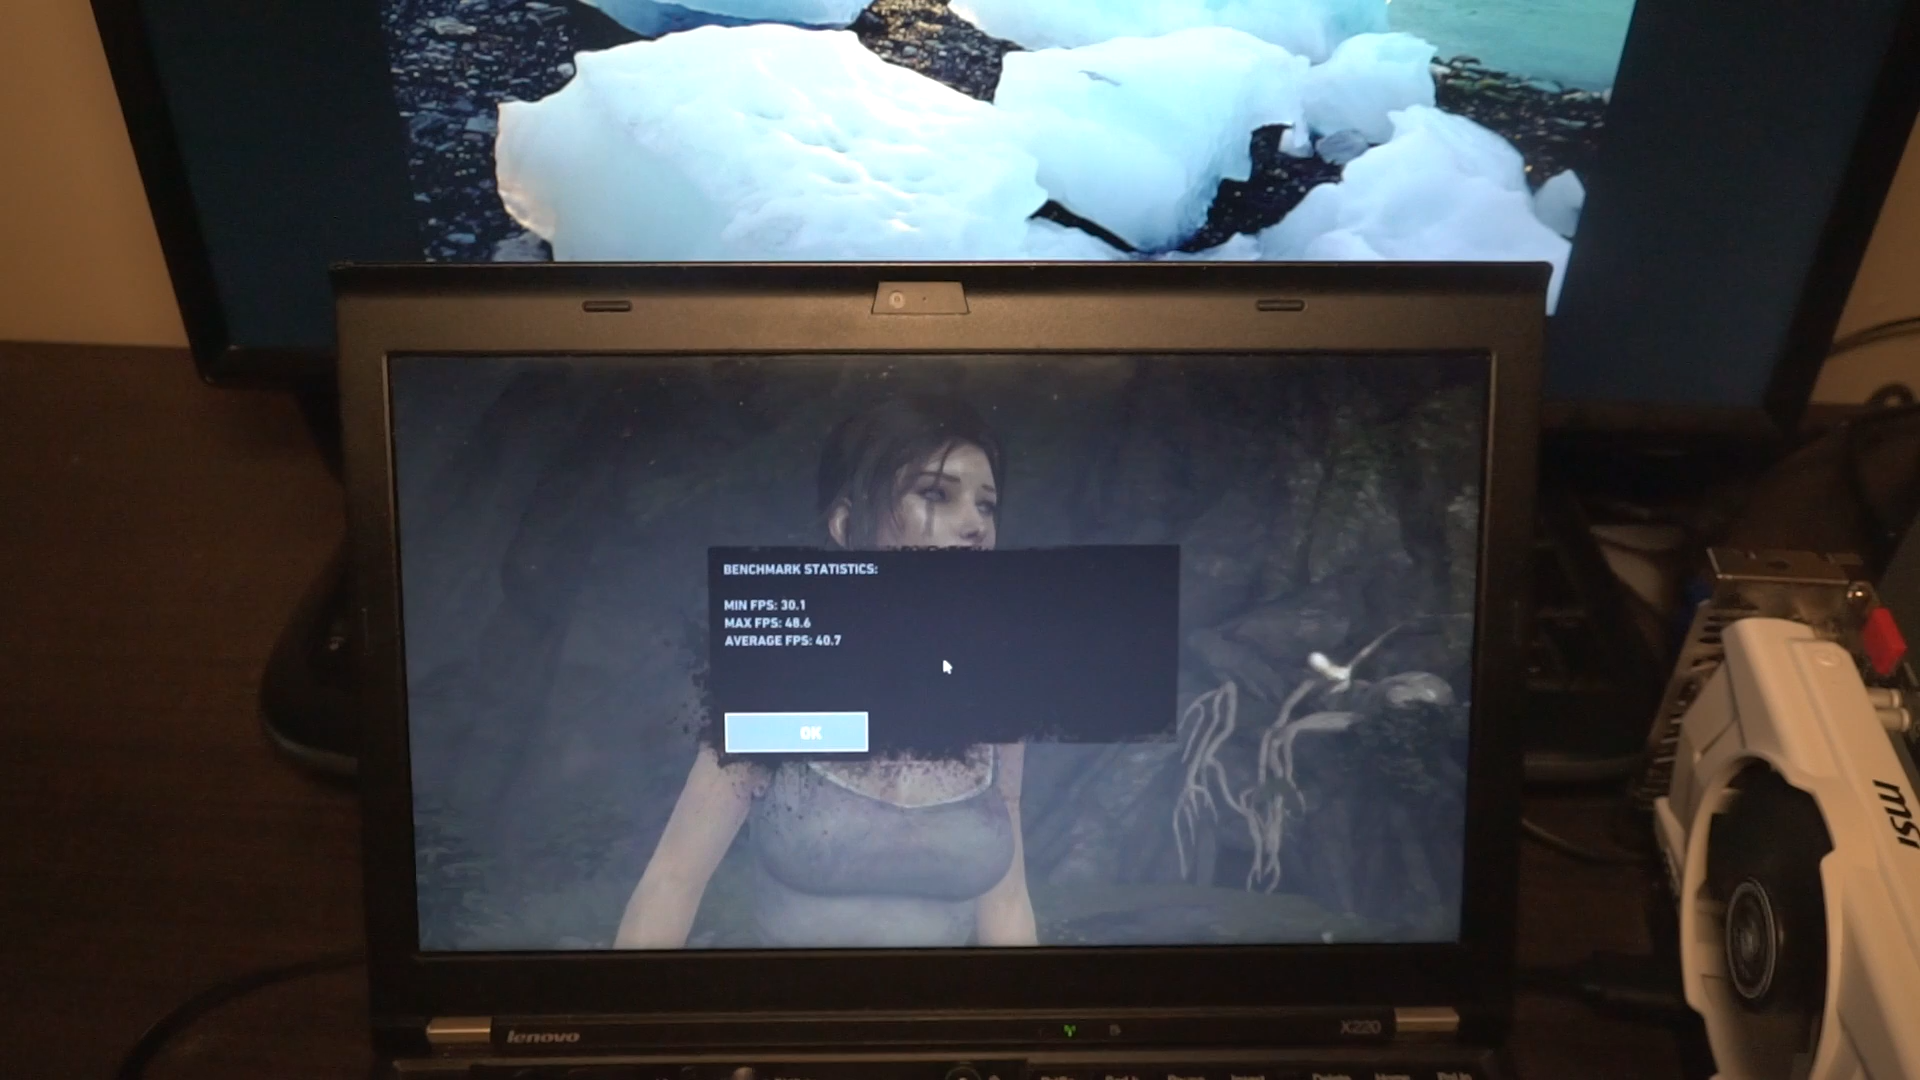 BENCHMARK STATISTICS:
MIN FPS: 30.1
MAX FPS: 48.6
AVERAGE FPS: 40.7
OK
msi
lenovo
X220